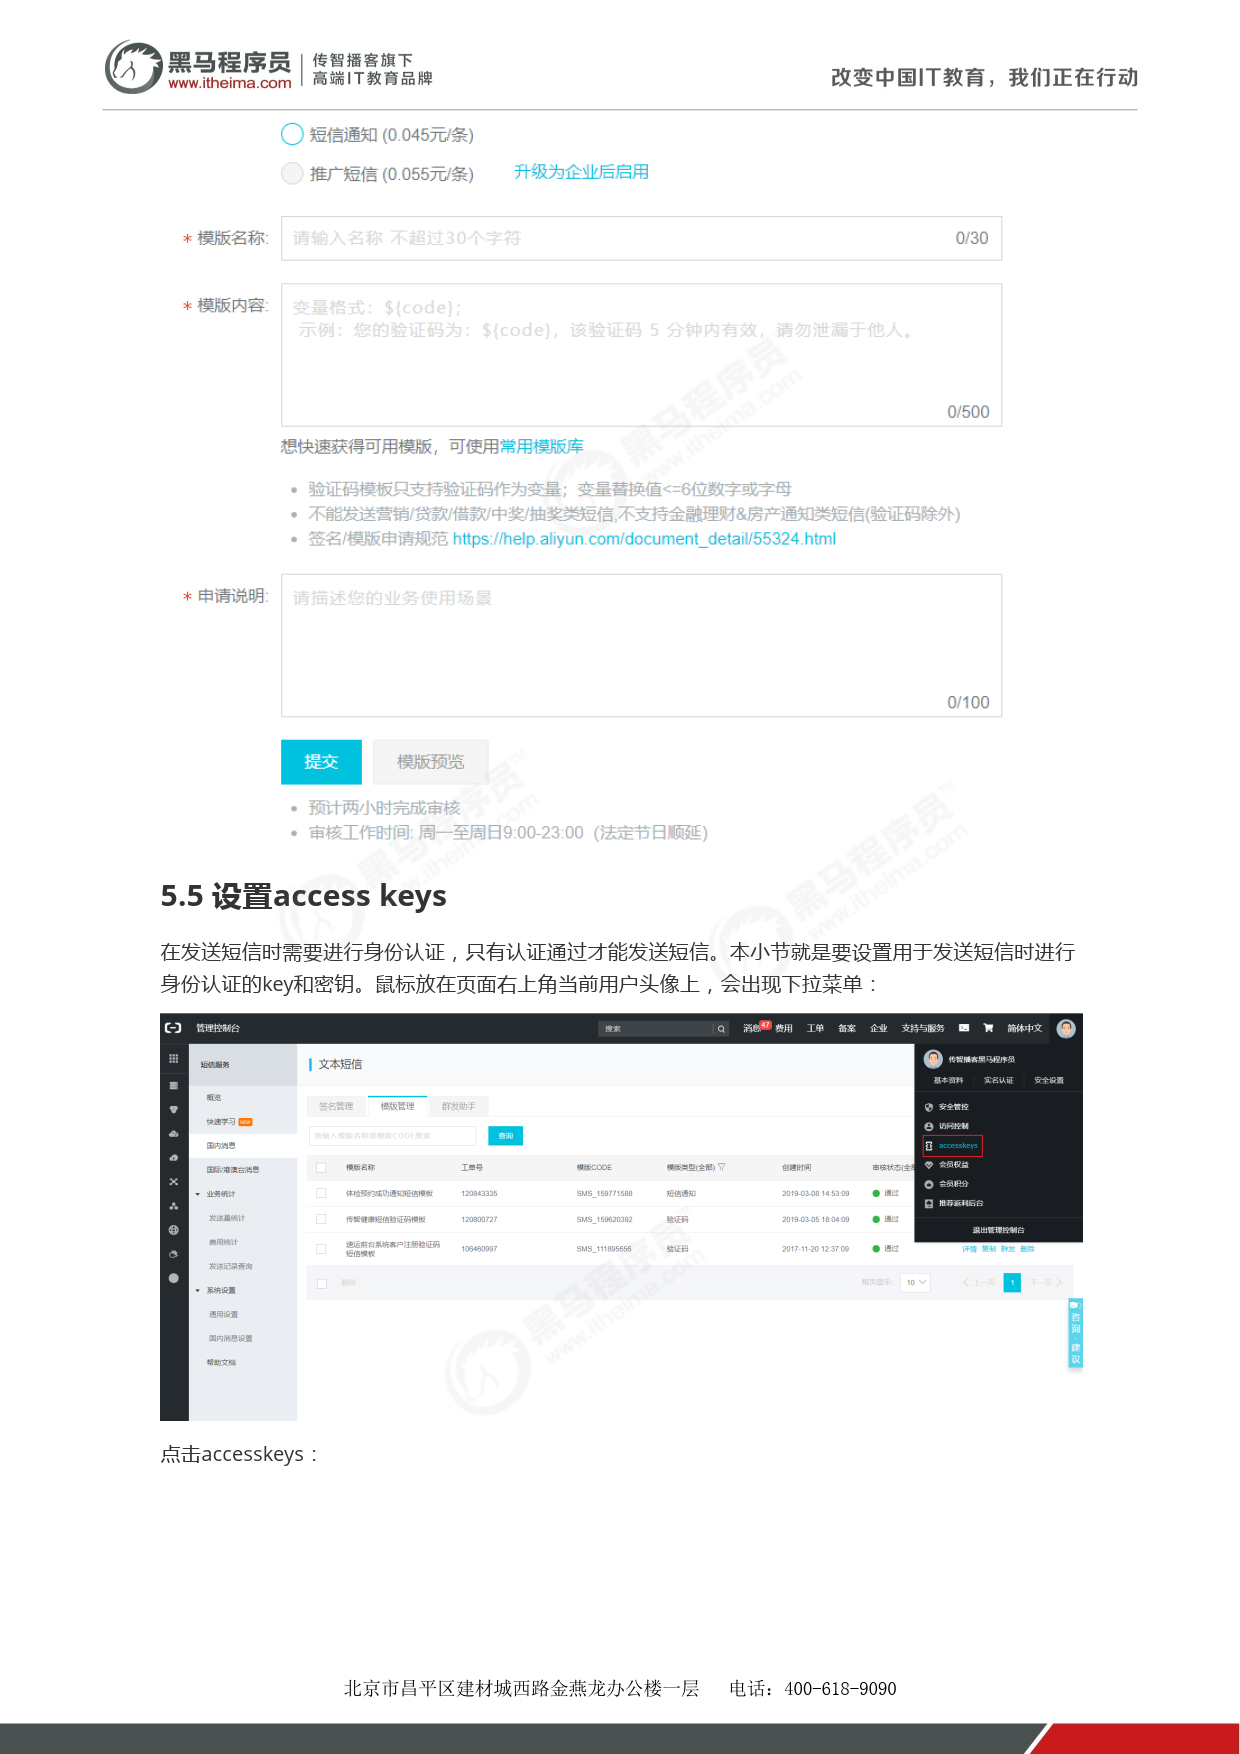 黑马程序员
www.itheima.com
传智播客旗下
高端IT教育品牌
改变中国IT教育，我们正在行动
短信通知 (0.045元/条)
推广短信 (0.055元/条) 升级为企业后启用
* 模版名称: 请输入名称 不超过30个字符 0/30
* 模版内容: 变量格式：${code};
示例：您的验证码为：${code}，该验证码 5 分钟内有效，请勿泄漏于他人。
0/500
想快速获得可用模版，可使用常用模版库
验证码模板只支持验证码作为变量；变量替换值<=6位数字或字母
不能发送营销/贷款/借款/中奖/抽奖类短信,不支持金融理财&房产通知类短信(验证码除外)
签名/模版申请规范 https://help.aliyun.com/document_detail/55324.html
* 申请说明: 请描述您的业务使用场景
0/100
提交 模版预览
预计两小时完成审核
审核工作时间: 周一至周日9:00-23:00 (法定节日顺延)
5.5 设置access keys
在发送短信时需要进行身份认证，只有认证通过才能发送短信。本小节就是要设置用于发送短信时进行
身份认证的key和密钥。鼠标放在页面右上角当前用户头像上，会出现下拉菜单：
管理控制台 搜索 消息 47 费用 工单 备案 企业 支持与服务 简体中文
短信服务
概览
快速学习 NEW
国内消息
国际/港澳台消息
业务统计
发送量统计
费用统计
发送记录查询
系统设置
通用设置
国内消息设置
帮助文档
文本短信
签名管理 模版管理 群发助手
请输入模版名称或模版CODE搜索 查询
模版名称 工单号 模版CODE 模版类型(全部) 创建时间 审核状态(全
体检预约成功通知短信模板 120843335 SMS_159771588 短信通知 2019-03-08 14:53:09 通过
传智健康短信验证码模板 120800727 SMS_159620392 验证码 2019-03-05 18:04:09 通过
速运前台系统客户注册验证码
短信模板 106460997 SMS_111895656 验证码 2017-11-20 12:37:09 通过 详情 复制 群发 删除
删除 每页显示: 10 上一页 1 下一页
传智播客黑马程序员
基本资料 实名认证 安全设置
安全管控
访问控制
accesskeys
会员权益
会员积分
推荐返利后台
退出管理控制台
咨询·建议
点击accesskeys：
北京市昌平区建材城西路金燕龙办公楼一层 电话：400-618-9090